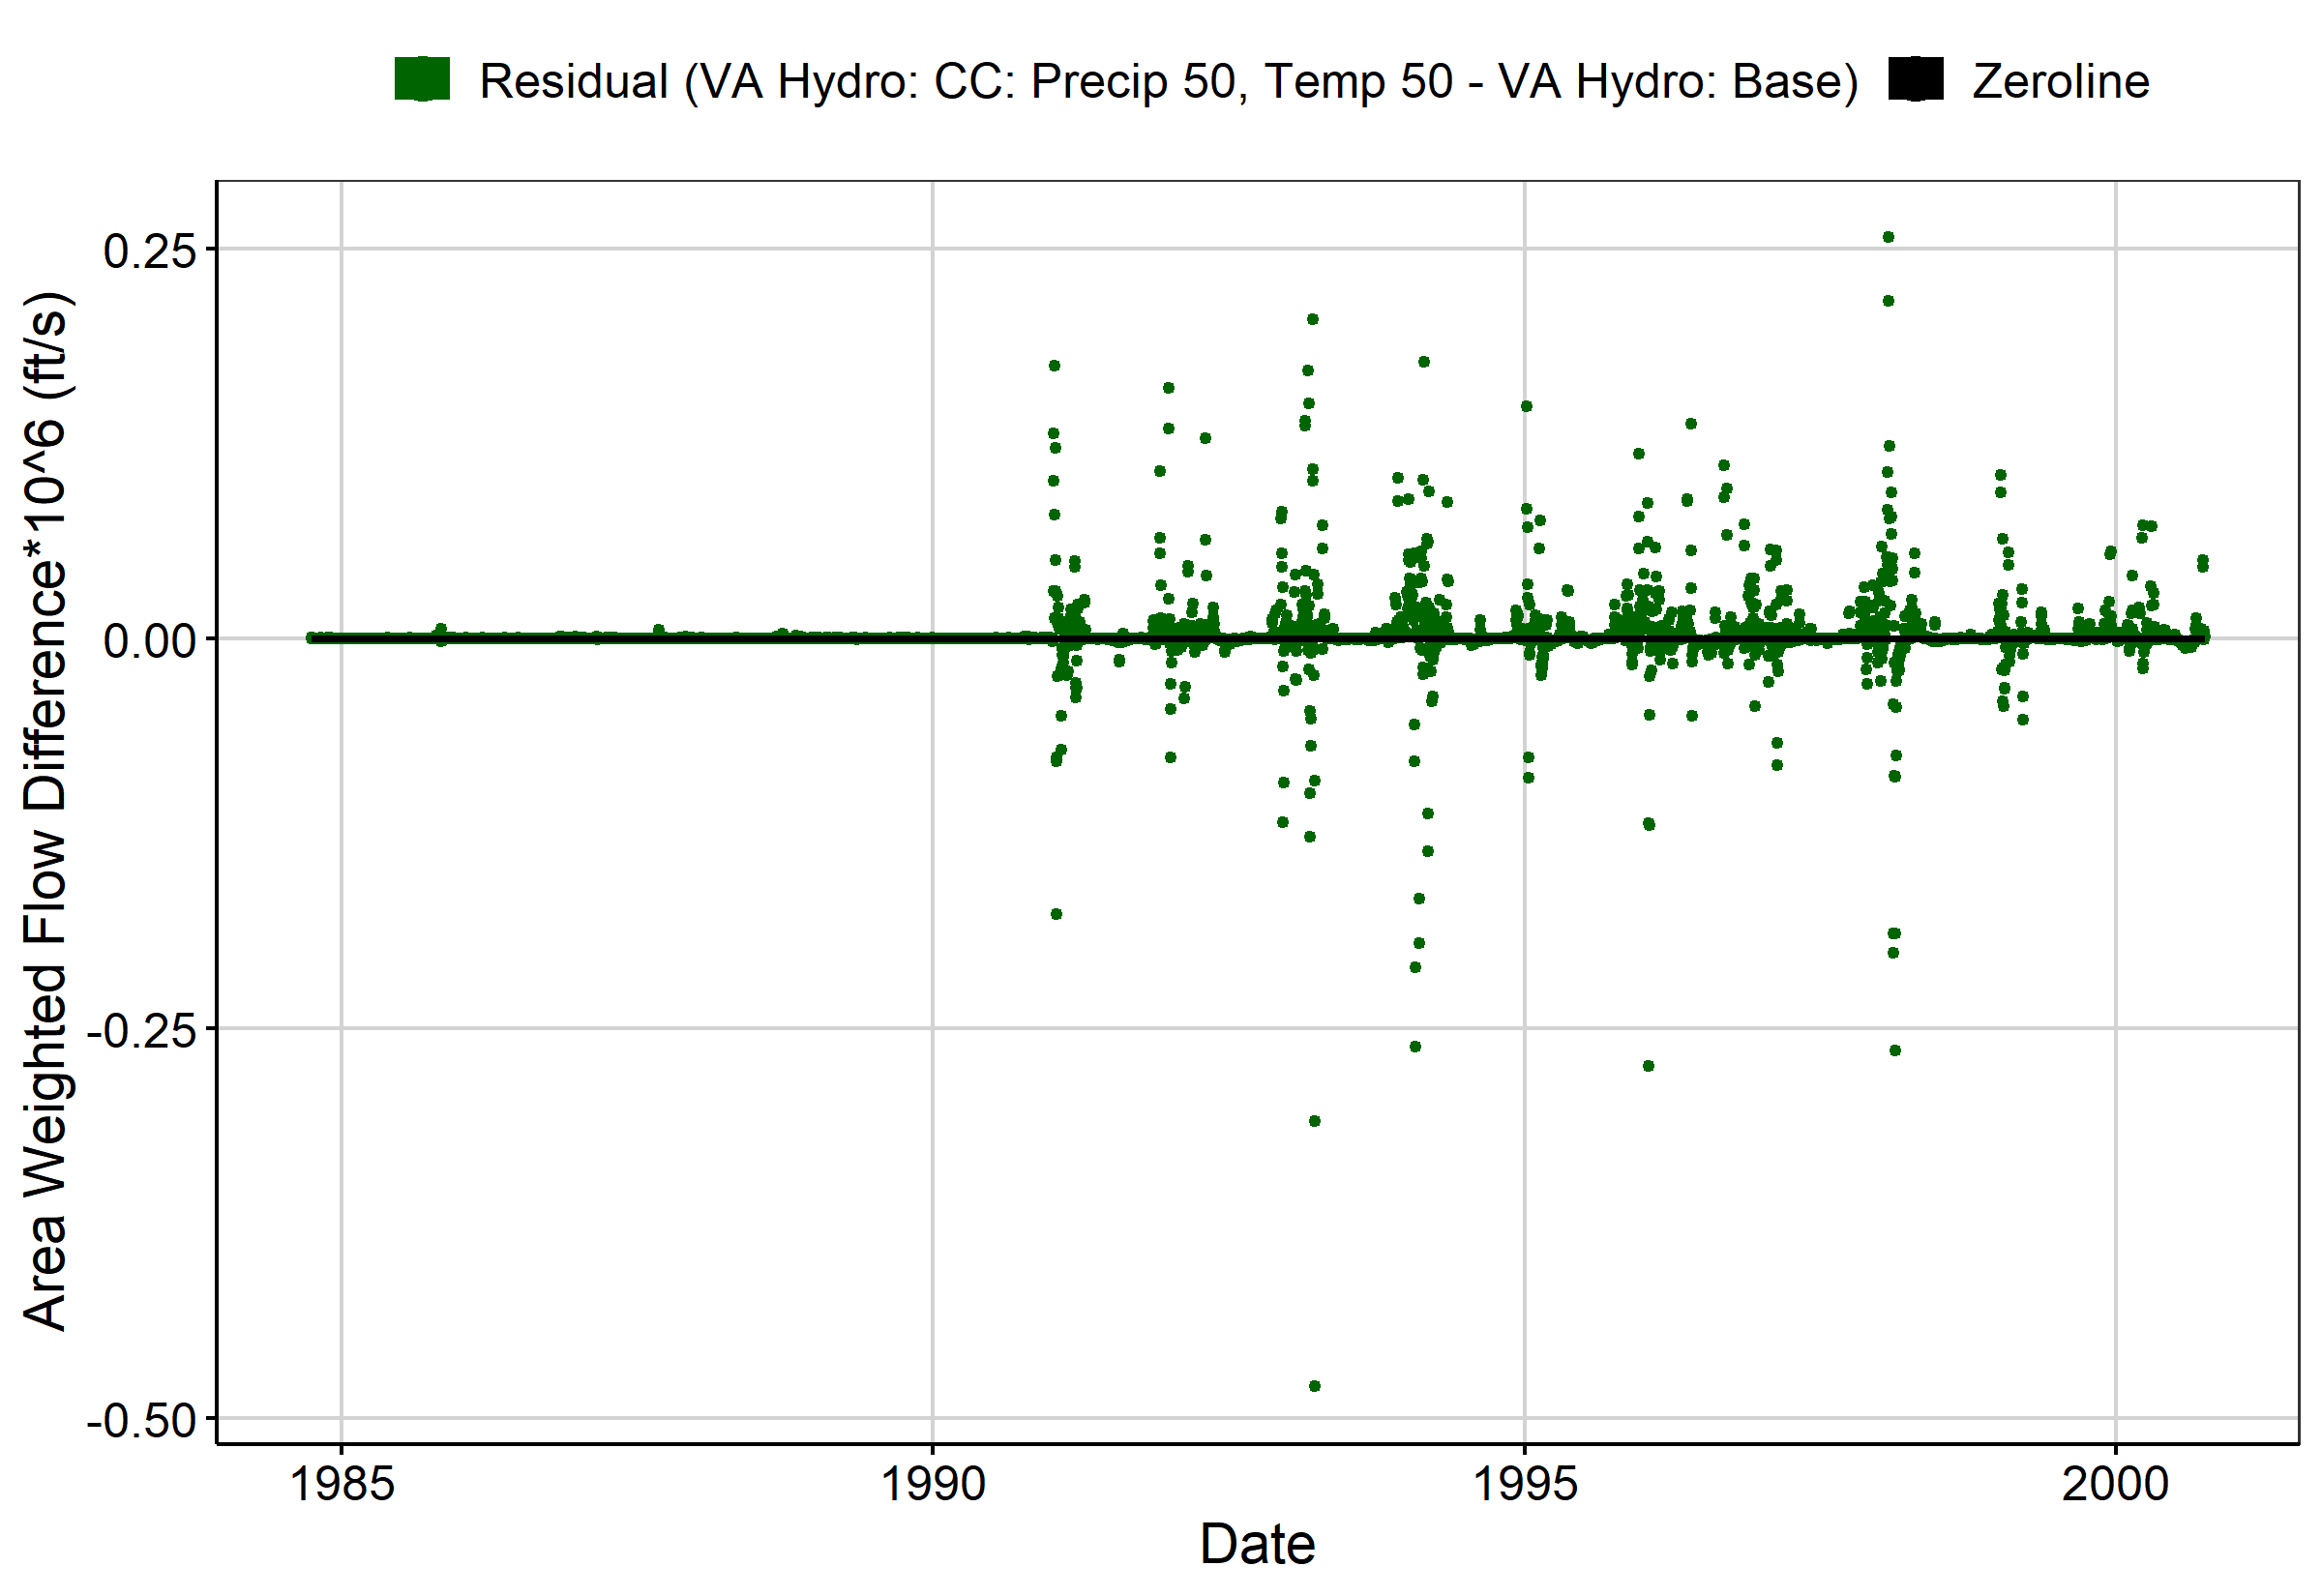 Residual (VA Hydro: CC: Precip 50, Temp 50 - VA Hydro: Base) Zeroline
Area Weighted Flow Difference*10^6 (ft/s)
0.25
0.00
-0.25
-0.50
1985 1990 1995 2000
Date